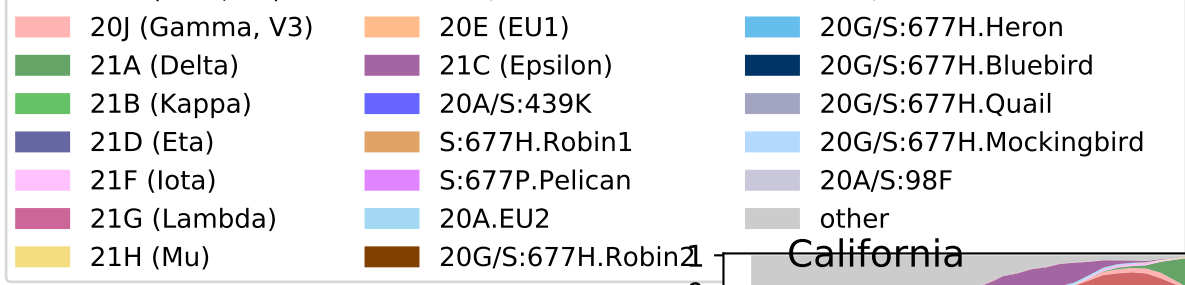 20J (Gamma, V3)
21A (Delta)
21B (Kappa)
21D (Eta)
21F (Iota)
21G (Lambda)
21H (Mu)
20E (EU1)
21C (Epsilon)
20A/S:439K
S:677H.Robin1
S:677P.Pelican
20A.EU2
20G/S:677H.Robin2
20G/S:677H.Heron
20G/S:677H.Bluebird
20G/S:677H.Quail
20G/S:677H.Mockingbird
20A/S:98F
other
1
California